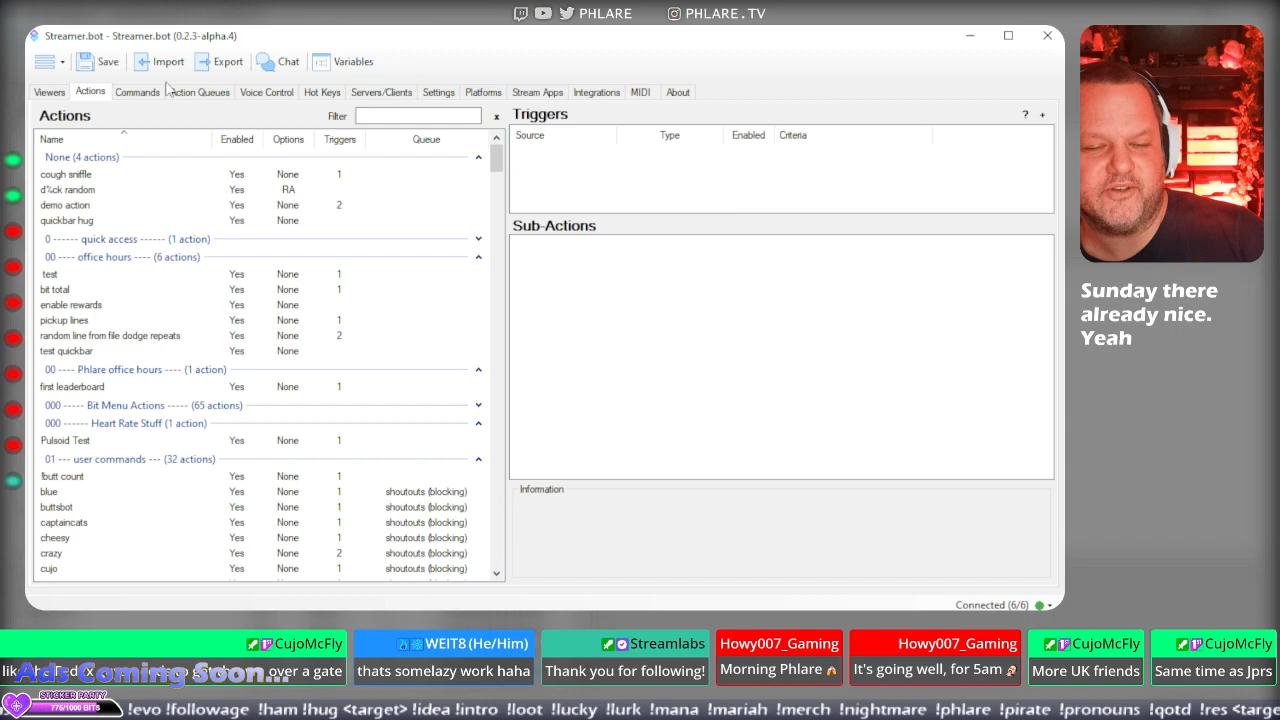 PHLARE PHLARE.TV
Streamer.bot - Streamer.bot (0.2.3-alpha.4)
Save Import Export Chat Variables
Viewers Actions Commands Action Queues Voice Control Hot Keys Servers/Clients Settings Platforms Stream Apps Integrations MIDI About
Actions Filter x
Name Enabled Options Triggers Queue
None (4 actions)
cough sniffle Yes None 1
d%ck random Yes RA
demo action Yes None 2
quickbar hug Yes None
0 ------ quick access ------ (1 action)
00 ---- office hours ---- (6 actions)
test Yes None 1
bit total Yes None 1
enable rewards Yes None
pickup lines Yes None 1
random line from file dodge repeats Yes None 2
test quickbar Yes None
00 ---- Phlare office hours ---- (1 action)
first leaderboard Yes None 1
000 ----- Bit Menu Actions ----- (65 actions)
000 ------ Heart Rate Stuff (1 action)
Pulsoid Test Yes None 1
01 ---- user commands --- (32 actions)
!butt count Yes None 1
blue Yes None 1 shoutouts (blocking)
buttsbot Yes None 1 shoutouts (blocking)
captaincats Yes None 1 shoutouts (blocking)
cheesy Yes None 1 shoutouts (blocking)
crazy Yes None 2 shoutouts (blocking)
cujo Yes None 1 shoutouts (blocking)
Triggers ? +
Source Type Enabled Criteria
Sub-Actions
Information
Connected (6/6)
Sunday there
already nice.
Yeah
CujoMcFly WEIT8 (He/Him) Streamlabs Howy007_Gaming Howy007_Gaming CujoMcFly CujoMcFly
over a gate thats somelazy work haha Thank you for following! Morning Phlare It's going well, for 5am More UK friends Same time as Jprs
Ads Coming Soon...
STICKER PARTY
775/1000 BITS
!evo !followage !ham !hug <target> !idea !intro !loot !lucky !lurk !mana !mariah !merch !nightmare !phlare !pirate !pronouns !qotd !res <targe